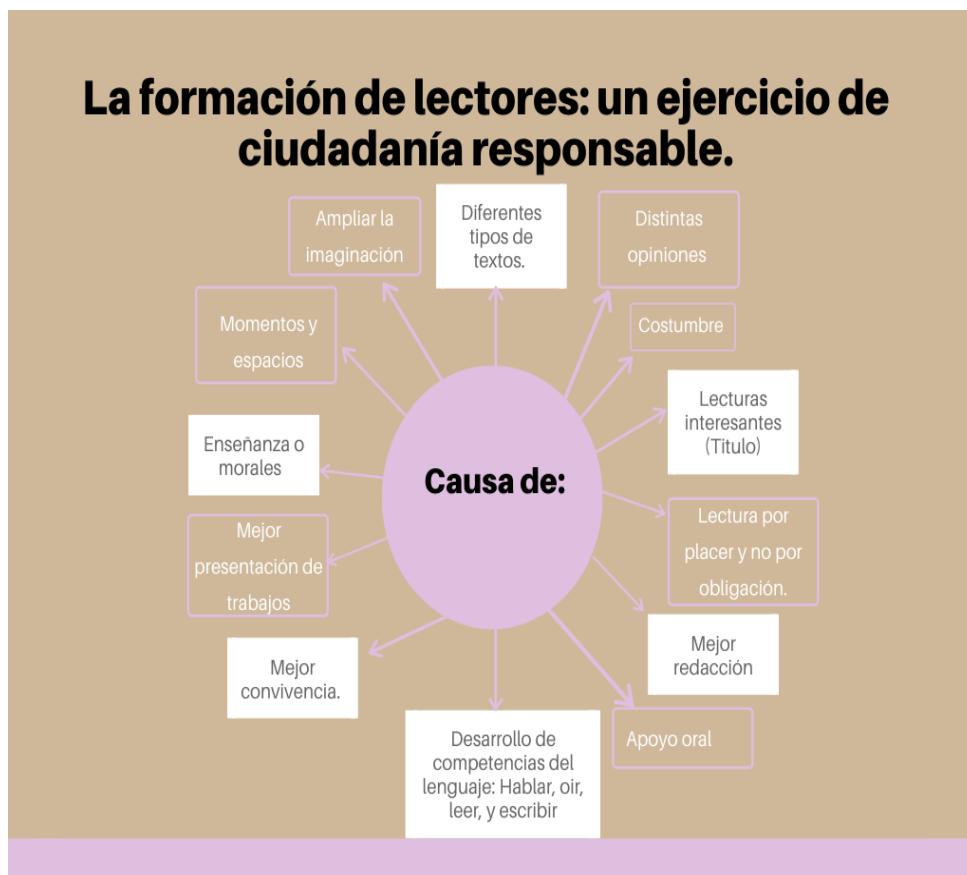 La formación de lectores: un ejercicio de
ciudadanía responsable.
Ampliar la
imaginación
Diferentes
tipos de
textos.
Distintas
opiniones
Momentos y
espacios
Costumbre
Lecturas
interesantes
(Titulo)
Enseñanza o
morales
Causa de:
Lectura por
placer y no por
obligación.
Mejor
presentación de
trabajos
Mejor
redacción
Mejor
convivencia.
Apoyo oral
Desarrollo de
competencias del
lenguaje: Hablar, oir,
leer, y escribir